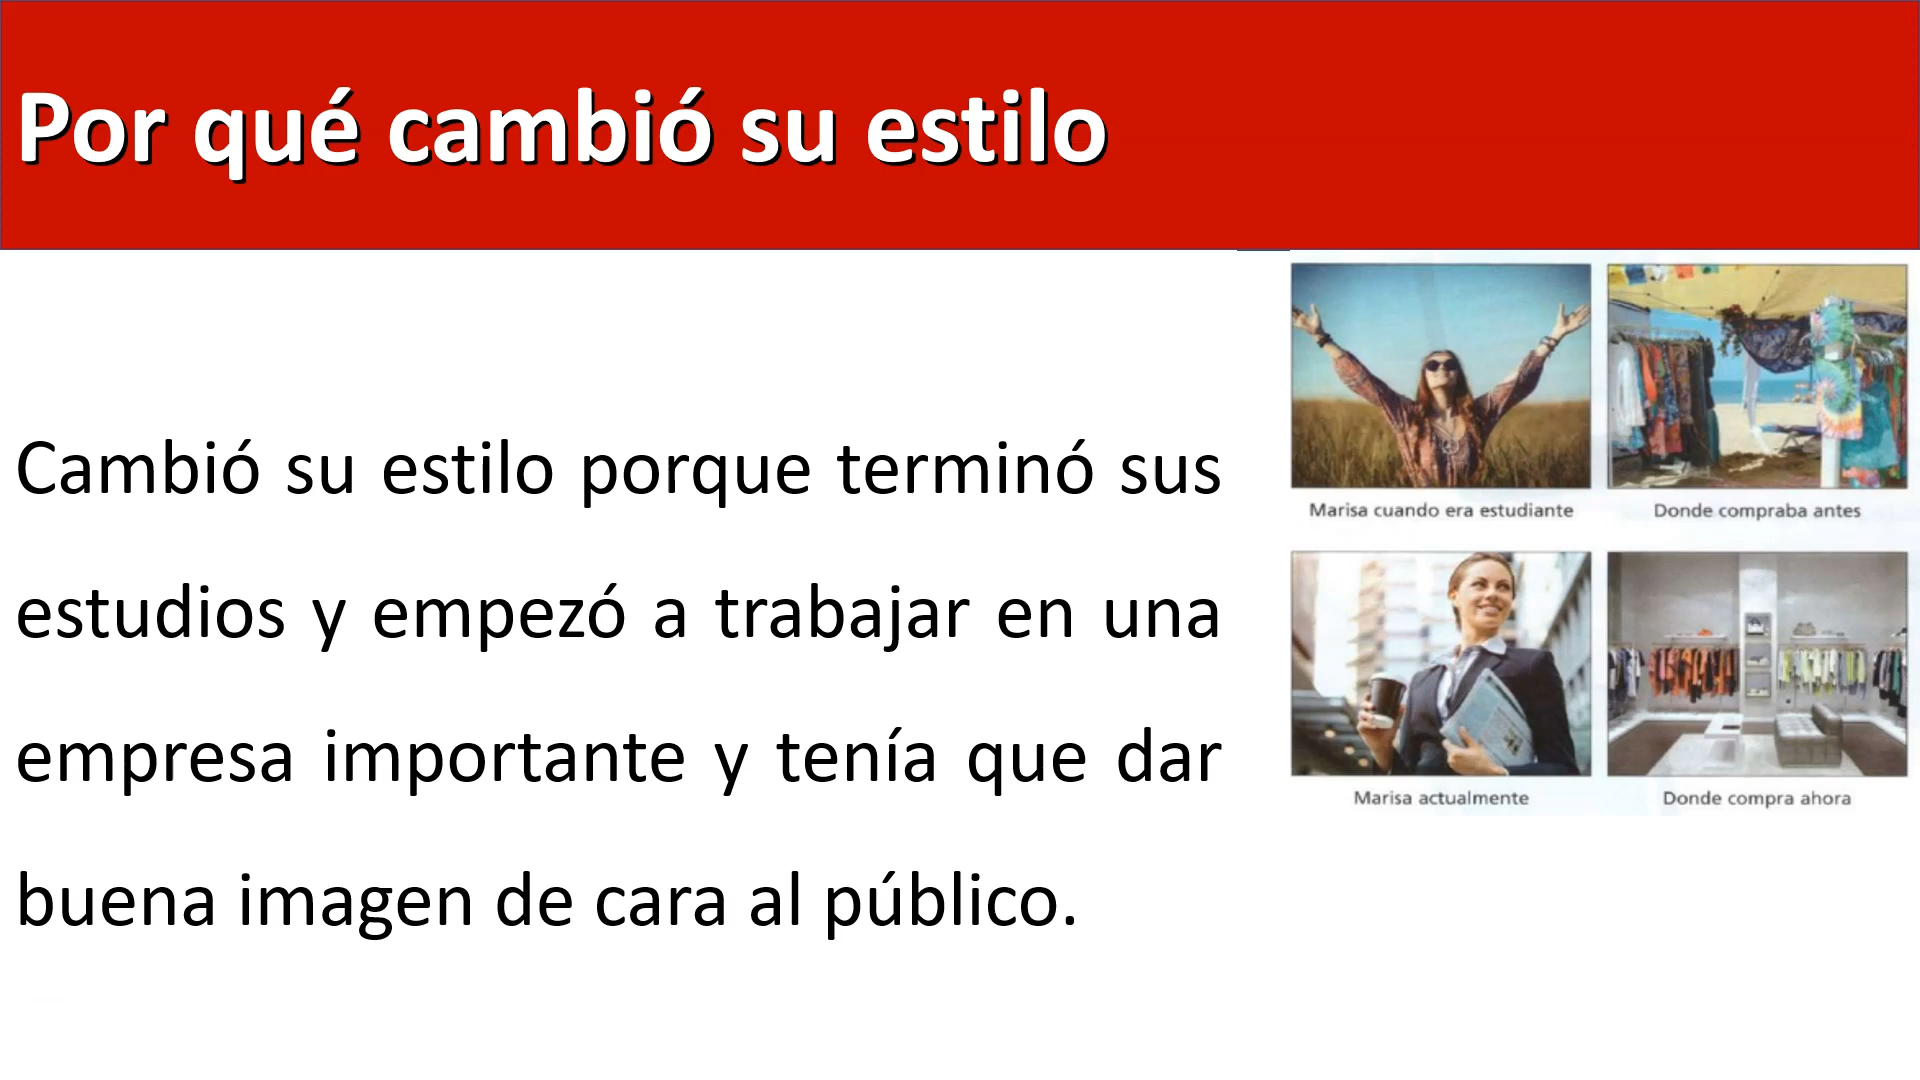 Por qué cambió su estilo
Cambió su estilo porque terminó sus
estudios y empezó a trabajar en una
empresa importante y tenía que dar
buena imagen de cara al público.
Marisa cuando era estudiante
Donde compraba antes
Marisa actualmente
Donde compra ahora